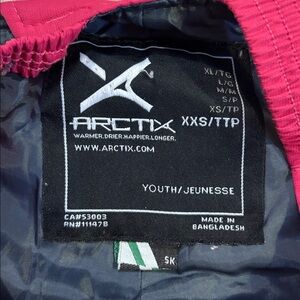 XL/TG
L/G
M/M
S/P
XS/TP
XXS/TTP
ARCTIX
WARMER.DRIER.HAPPIER.LONGER.
WWW.ARCTIX.COM
YOUTH/JEUNESSE
CA#53003
RN#111478
MADE IN
BANGLADESH
SK